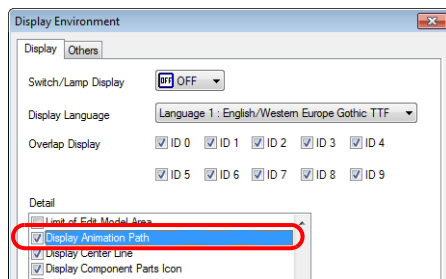 Display Environment
Display Others
Switch/Lamp Display OFF OFF
Display Language Language 1 : English/Western Europe Gothic TTF
Overlap Display ID 0 ID 1 ID 2 ID 3 ID 4
ID 5 ID 6 ID 7 ID 8 ID 9
Detail
Limit of Edit Model Area
Display Animation Path
Display Center Line
Display Component Parts Icon